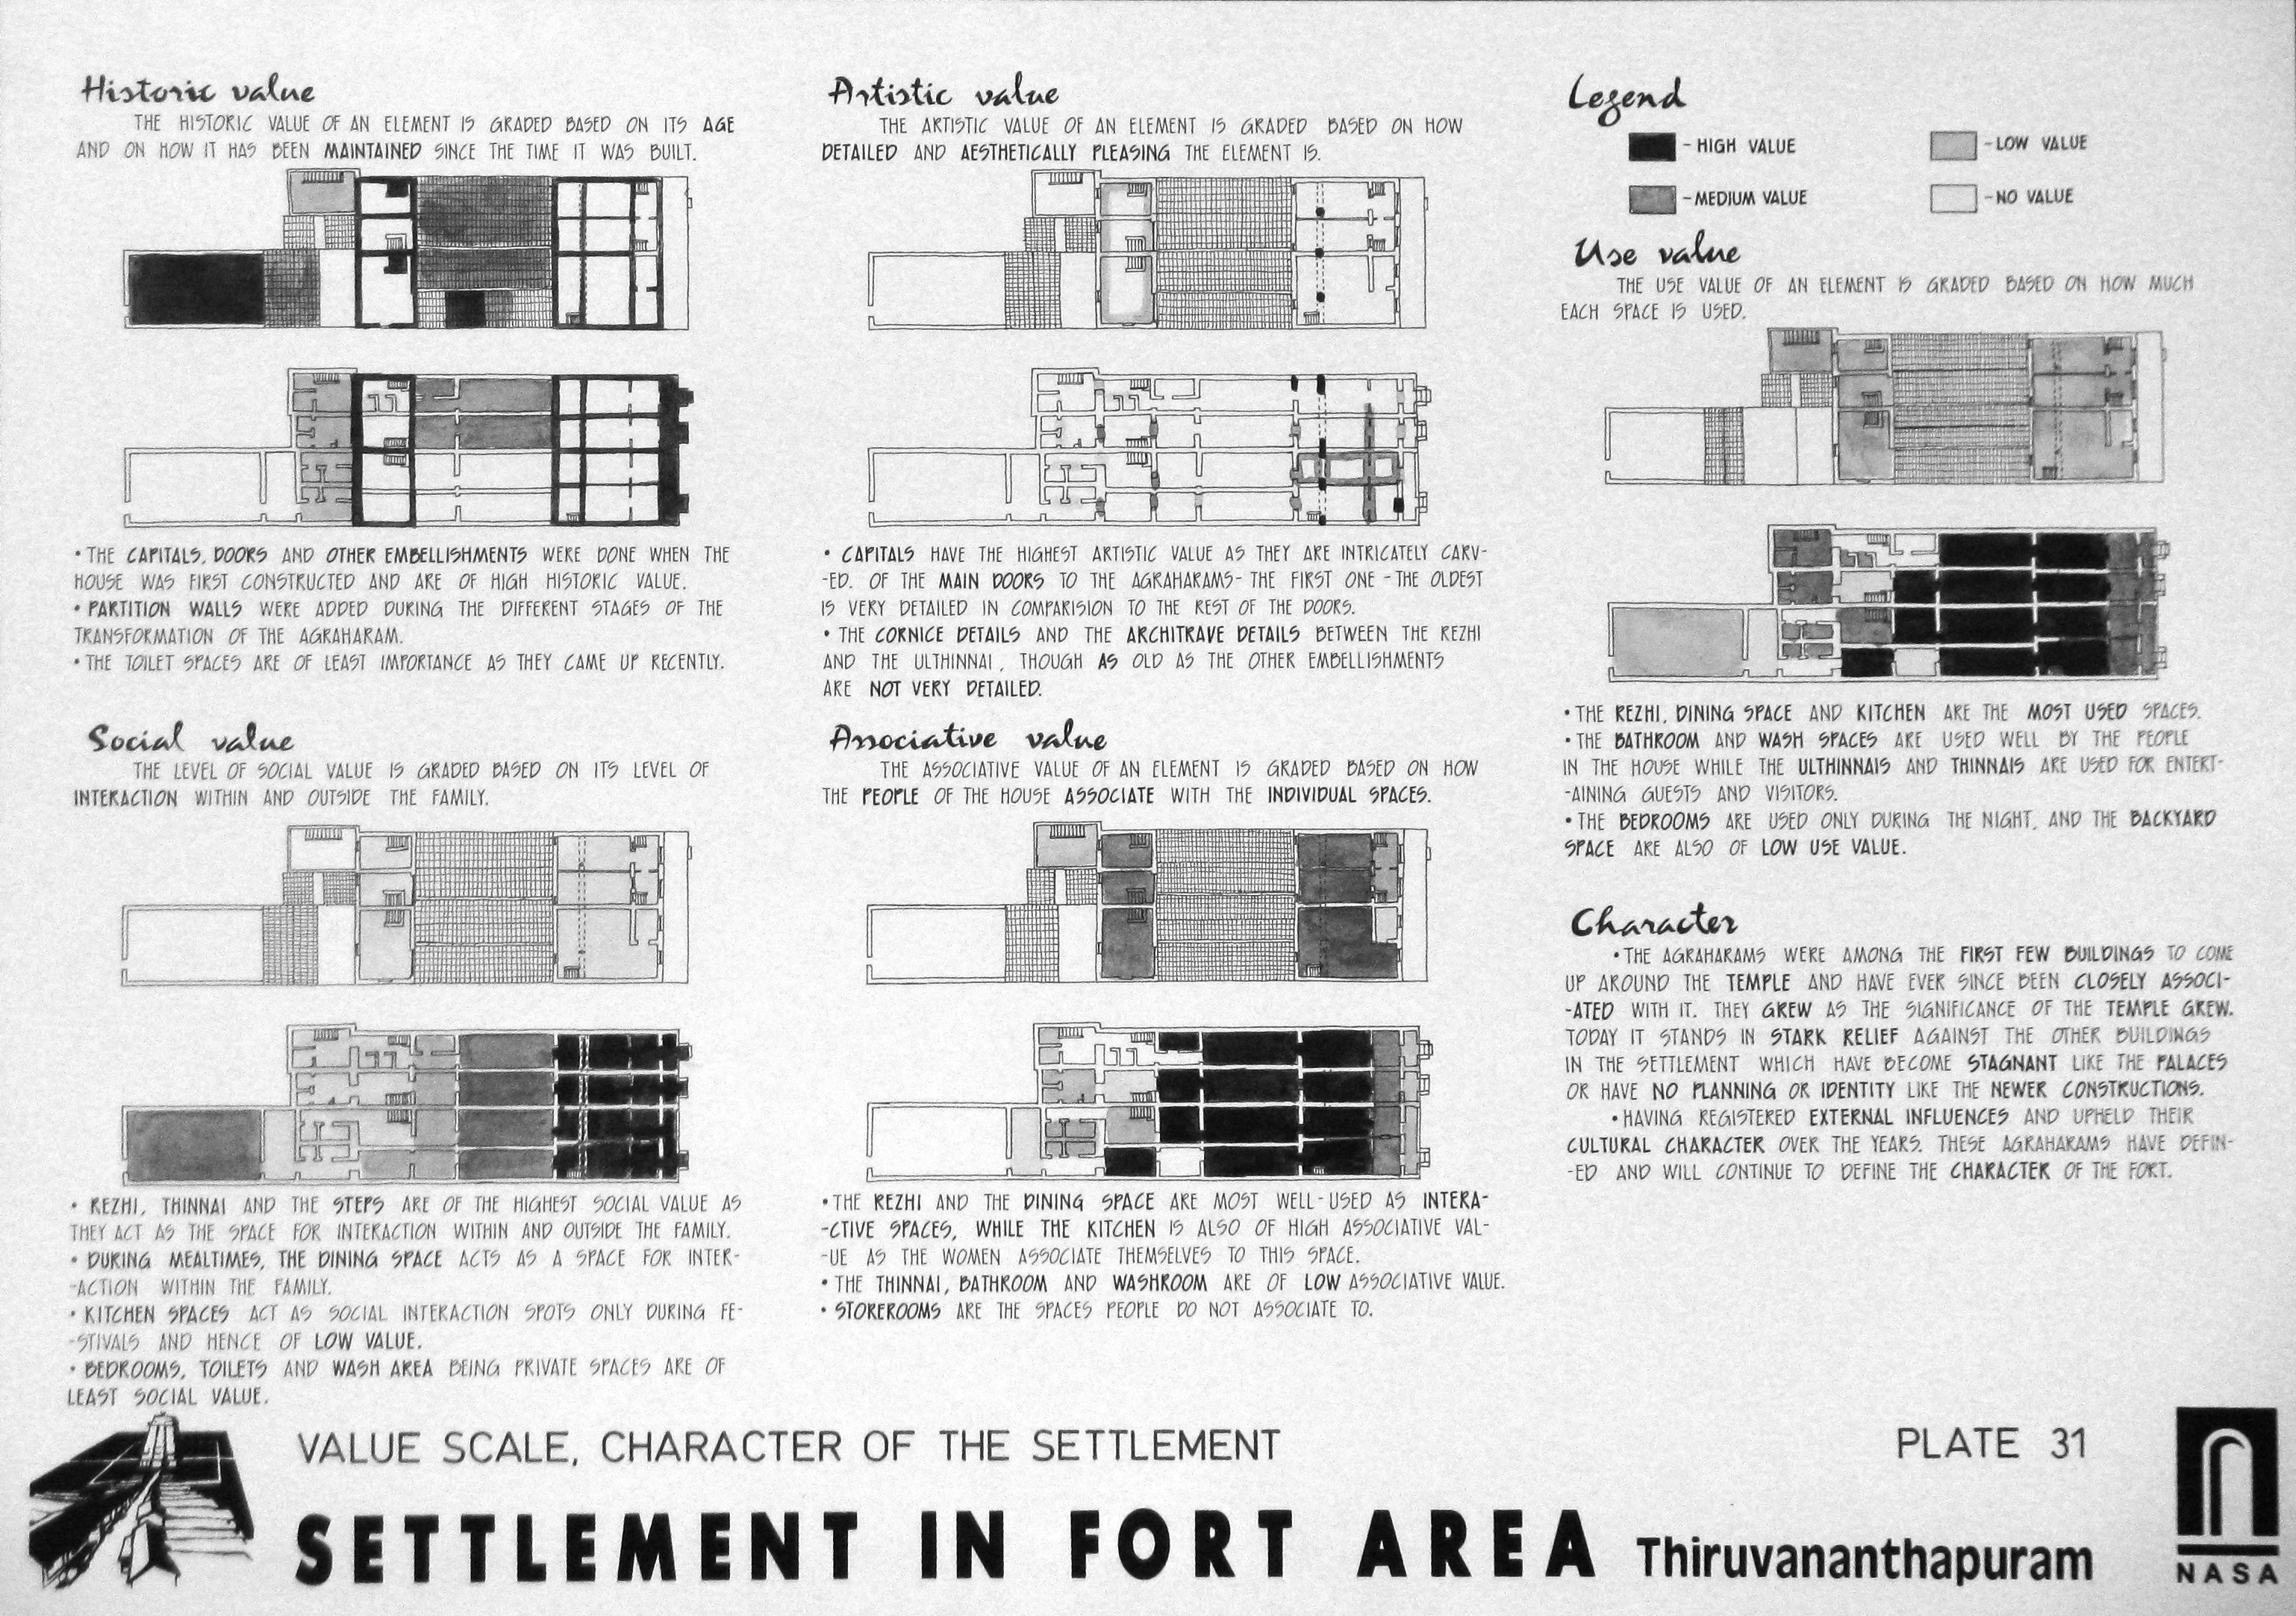 Historic value
THE HISTORIC VALUE OF AN ELEMENT IS GRADED BASED ON ITS AGE
AND ON HOW IT HAS BEEN MAINTAINED SINCE THE TIME IT WAS BUILT.
• THE CAPITALS, DOORS AND OTHER EMBELLISHMENTS WERE DONE WHEN THE
HOUSE WAS FIRST CONSTRUCTED AND ARE OF HIGH HISTORIC VALUE.
• PARTITION WALLS WERE ADDED DURING THE DIFFERENT STAGES OF THE
TRANSFORMATION OF THE AGRAHARAM.
• THE TOILET SPACES ARE OF LEAST IMPORTANCE AS THEY CAME UP RECENTLY.
Social value
THE LEVEL OF SOCIAL VALUE IS GRADED BASED ON ITS LEVEL OF
INTERACTION WITHIN AND OUTSIDE THE FAMILY.
• REZHI, THINNAI AND THE STEPS ARE OF THE HIGHEST SOCIAL VALUE AS
THEY ACT AS THE SPACE FOR INTERACTION WITHIN AND OUTSIDE THE FAMILY.
• DURING MEALTIMES, THE DINING SPACE ACTS AS A SPACE FOR INTER-
-ACTION WITHIN THE FAMILY.
• KITCHEN SPACES ACT AS SOCIAL INTERACTION SPOTS ONLY DURING FE-
-STIVALS AND HENCE OF LOW VALUE.
• BEDROOMS, TOILETS AND WASH AREA BEING PRIVATE SPACES ARE OF
LEAST SOCIAL VALUE.
Artistic value
THE ARTISTIC VALUE OF AN ELEMENT IS GRADED BASED ON HOW
DETAILED AND AESTHETICALLY PLEASING THE ELEMENT IS.
• CAPITALS HAVE THE HIGHEST ARTISTIC VALUE AS THEY ARE INTRICATELY CARV-
-ED. OF THE MAIN DOORS TO THE AGRAHARAMS- THE FIRST ONE - THE OLDEST
IS VERY DETAILED IN COMPARISION TO THE REST OF THE DOORS.
• THE CORNICE DETAILS AND THE ARCHITRAVE DETAILS BETWEEN THE REZHI
AND THE ULTHINNAI, THOUGH AS OLD AS THE OTHER EMBELLISHMENTS
ARE NOT VERY DETAILED.
Associative value
THE ASSOCIATIVE VALUE OF AN ELEMENT IS GRADED BASED ON HOW
THE PEOPLE OF THE HOUSE ASSOCIATE WITH THE INDIVIDUAL SPACES.
• THE REZHI AND THE DINING SPACE ARE MOST WELL-USED AS INTERA-
-CTIVE SPACES, WHILE THE KITCHEN IS ALSO OF HIGH ASSOCIATIVE VAL-
-UE AS THE WOMEN ASSOCIATE THEMSELVES TO THIS SPACE.
• THE THINNAI, BATHROOM AND WASHROOM ARE OF LOW ASSOCIATIVE VALUE.
• STOREROOMS ARE THE SPACES PEOPLE DO NOT ASSOCIATE TO.
Legend
- HIGH VALUE
- LOW VALUE
- MEDIUM VALUE
- NO VALUE
Use value
THE USE VALUE OF AN ELEMENT IS GRADED BASED ON HOW MUCH
EACH SPACE IS USED.
• THE REZHI, DINING SPACE AND KITCHEN ARE THE MOST USED SPACES.
• THE BATHROOM AND WASH SPACES ARE USED WELL BY THE PEOPLE
IN THE HOUSE WHILE THE ULTHINNAIS AND THINNAIS ARE USED FOR ENTERT-
-AINING GUESTS AND VISITORS.
• THE BEDROOMS ARE USED ONLY DURING THE NIGHT, AND THE BACKYARD
SPACE ARE ALSO OF LOW USE VALUE.
Character
• THE AGRAHARAMS WERE AMONG THE FIRST FEW BUILDINGS TO COME
UP AROUND THE TEMPLE AND HAVE EVER SINCE BEEN CLOSELY ASSOCI-
-ATED WITH IT. THEY GREW AS THE SIGNIFICANCE OF THE TEMPLE GREW.
TODAY IT STANDS IN STARK RELIEF AGAINST THE OTHER BUILDINGS
IN THE SETTLEMENT WHICH HAVE BECOME STAGNANT LIKE THE PALACES
OR HAVE NO PLANNING OR IDENTITY LIKE THE NEWER CONSTRUCTIONS.
• HAVING REGISTERED EXTERNAL INFLUENCES AND UPHELD THEIR
CULTURAL CHARACTER OVER THE YEARS. THESE AGRAHARAMS HAVE DEFIN-
-ED AND WILL CONTINUE TO DEFINE THE CHARACTER OF THE FORT.
VALUE SCALE, CHARACTER OF THE SETTLEMENT
PLATE 31
SETTLEMENT IN FORT AREA Thiruvananthapuram
NASA